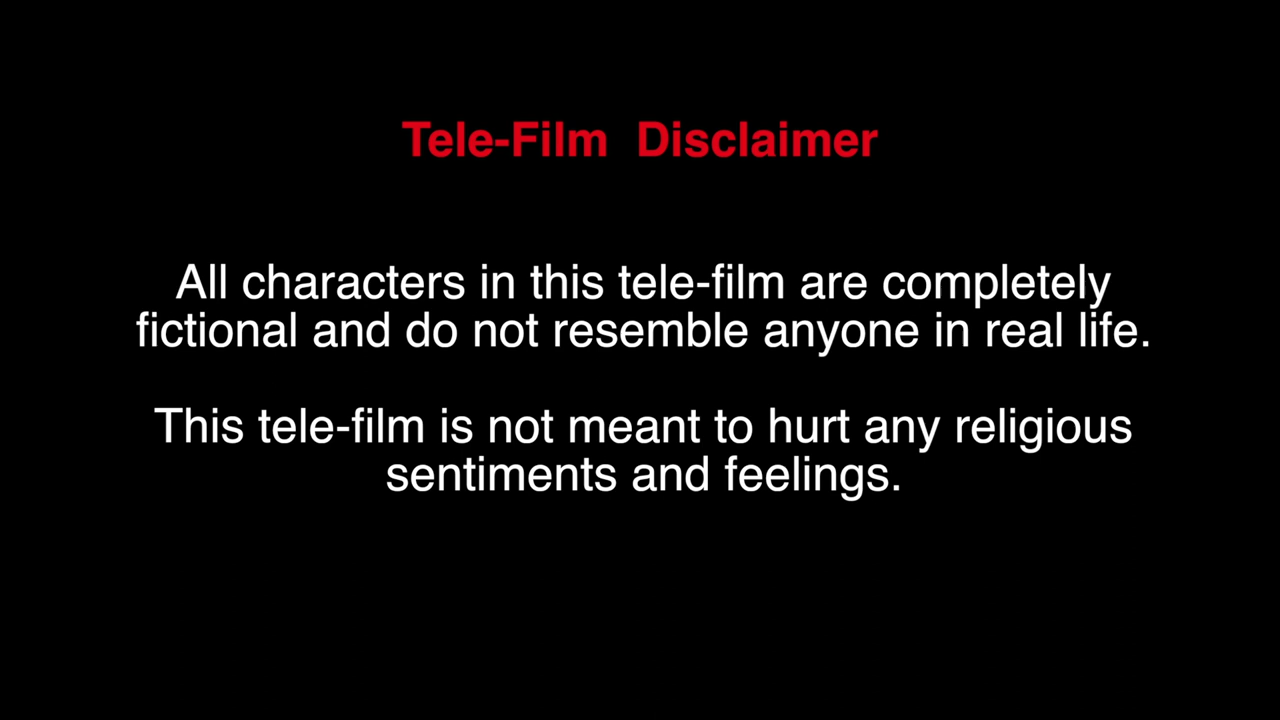 Tele-Film Disclaimer
All characters in this tele-film are completely
fictional and do not resemble anyone in real life.
This tele-film is not meant to hurt any religious
sentiments and feelings.